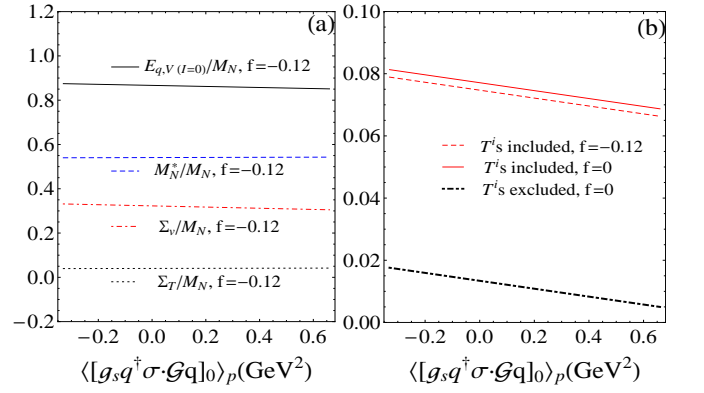 (a)
1.2
1.0
0.8
0.6
0.4
0.2
0.0
−0.2
E_{q,V (I=0)}/M_N, f=−0.12
M_N^*/M_N, f=−0.12
Σ_v/M_N, f=−0.12
Σ_T/M_N, f=−0.12
−0.2 0.0 0.2 0.4 0.6
⟨[g_s q^†σ·𝒢q]_0⟩_p(GeV^2)
(b)
0.10
0.08
0.06
0.04
0.02
0.00
T^i s included, f=−0.12
T^i s included, f=0
T^i s excluded, f=0
−0.2 0.0 0.2 0.4 0.6
⟨[g_s q^†σ·𝒢q]_0⟩_p(GeV^2)